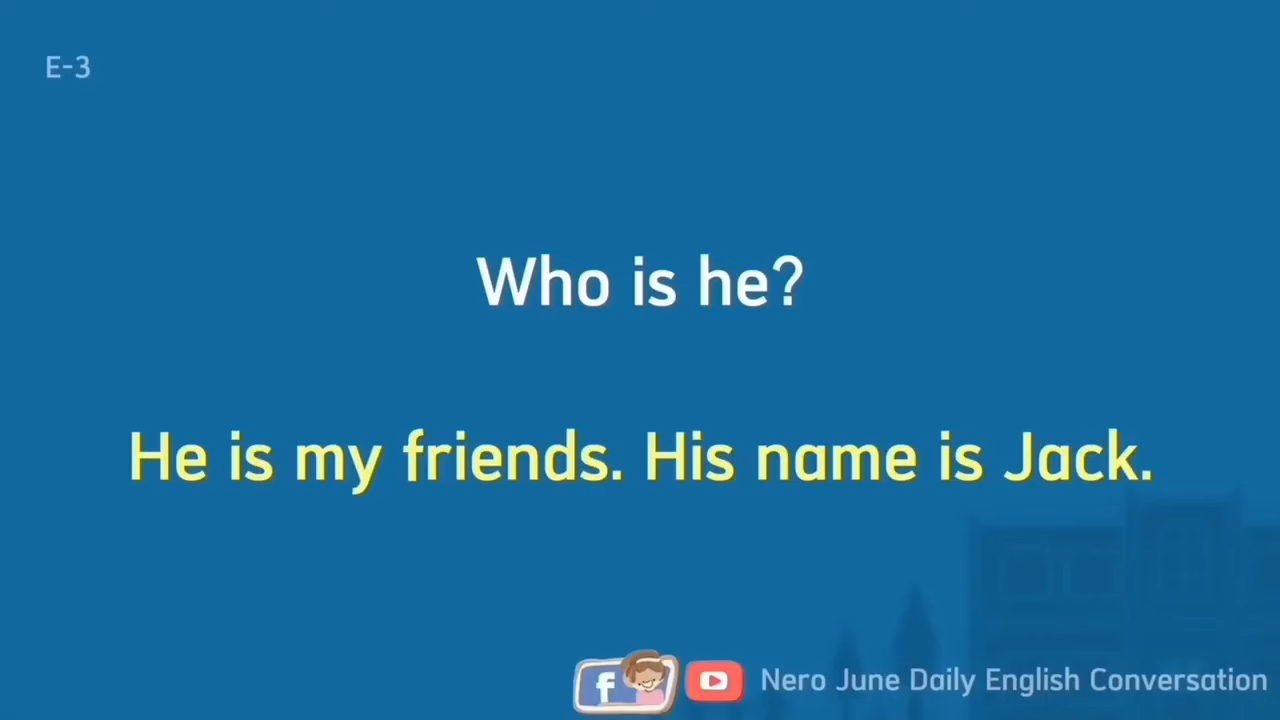 E-3
Who is he?
He is my friends. His name is Jack.
f Nero June Daily English Conversation